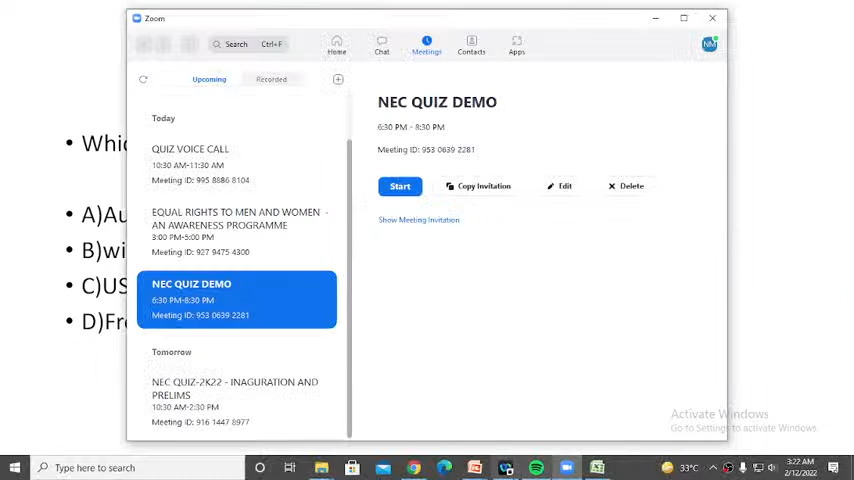 Zoom
Search Ctrl+F
Home
Chat
Meetings
Contacts
Apps
NM
Upcoming
Recorded
Today
QUIZ VOICE CALL
10:30 AM-11:30 AM
Meeting ID: 995 8886 8104
EQUAL RIGHTS TO MEN AND WOMEN -
AN AWARENESS PROGRAMME
3:00 PM-5:00 PM
Meeting ID: 927 9475 4300
NEC QUIZ DEMO
6:30 PM-8:30 PM
Meeting ID: 953 0639 2281
Tomorrow
NEC QUIZ-2K22 - INAGURATION AND
PRELIMS
10:30 AM-2:30 PM
Meeting ID: 916 1447 8977
NEC QUIZ DEMO
6:30 PM - 8:30 PM
Meeting ID: 953 0639 2281
Start
Copy Invitation
Edit
Delete
Show Meeting Invitation
• Whic
• A)Au
• B)wi
• C)US
• D)Fre
Activate Windows
Go to Settings to activate Windows.
Type here to search
33°C
3:22 AM
2/12/2022